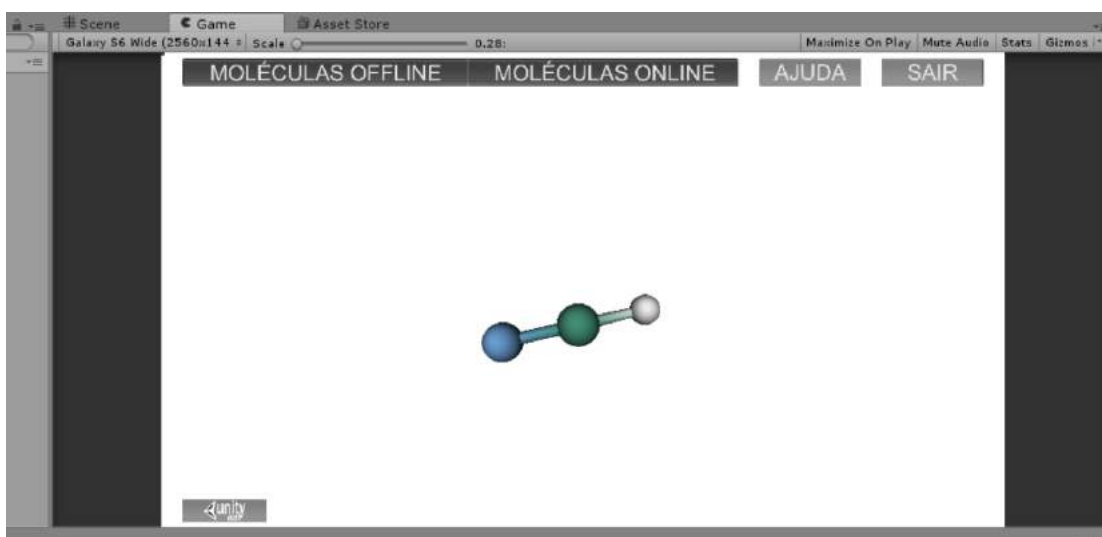 Scene Game Asset Store
Galaxy S6 Wide (2560x144 Scale 0.28: Maximize On Play Mute Audio Stats Gizmos
MOLÉCULAS OFFLINE MOLÉCULAS ONLINE AJUDA SAIR
unity